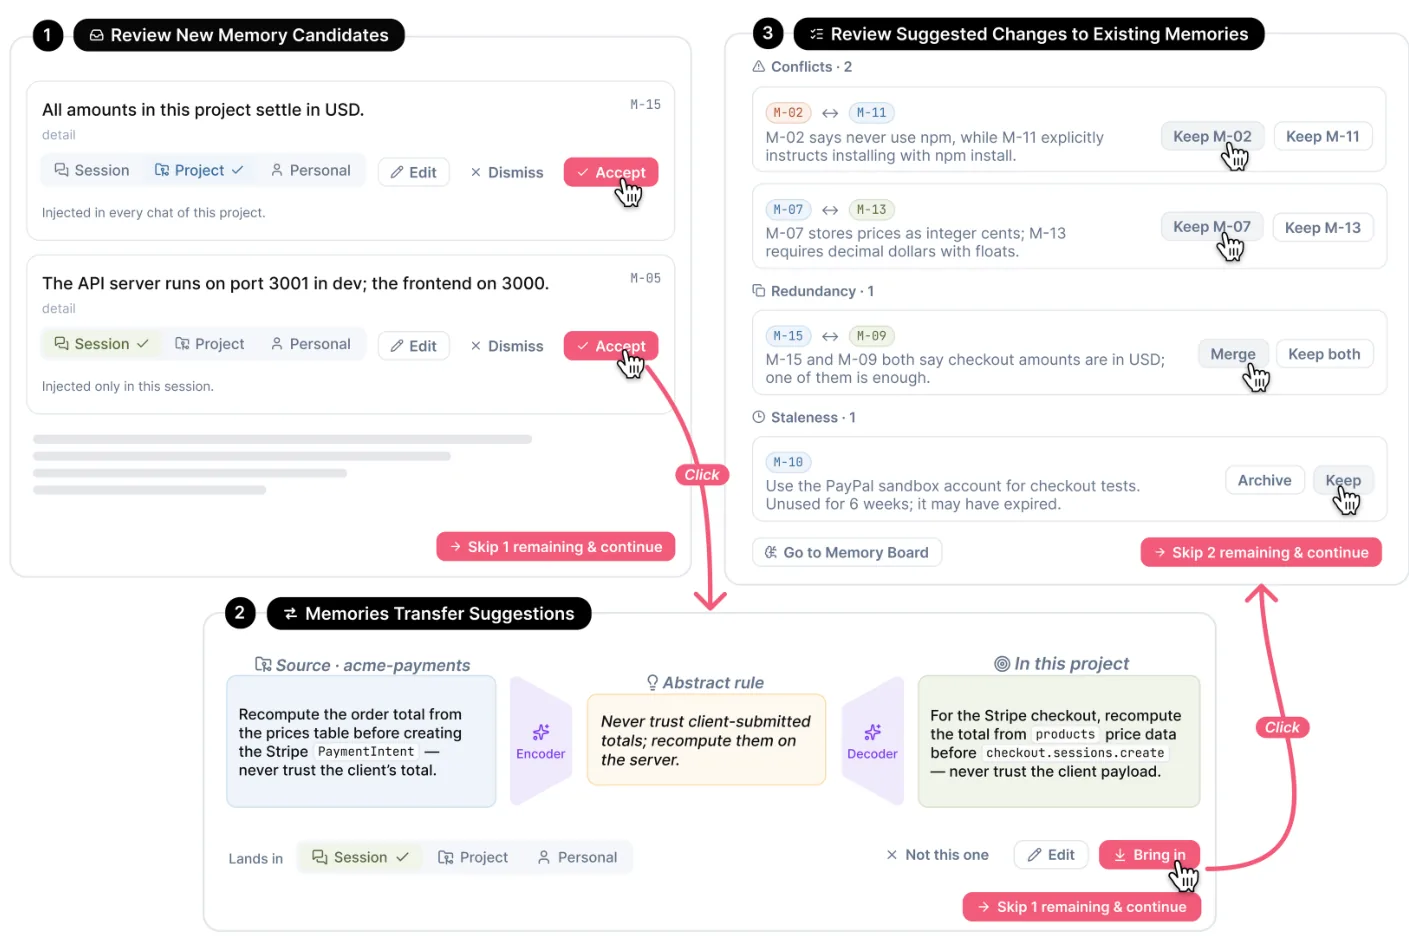 1
Review New Memory Candidates
All amounts in this project settle in USD.
M-15
detail
Session
Project
Personal
Edit
Dismiss
Accept
Injected in every chat of this project.
The API server runs on port 3001 in dev; the frontend on 3000.
M-05
detail
Session
Project
Personal
Edit
Dismiss
Accept
Injected only in this session.
Skip 1 remaining & continue
Click
3
Review Suggested Changes to Existing Memories
Conflicts · 2
M-02
M-11
M-02 says never use npm, while M-11 explicitly
instructs installing with npm install.
Keep M-02
Keep M-11
M-07
M-13
M-07 stores prices as integer cents; M-13
requires decimal dollars with floats.
Keep M-07
Keep M-13
Redundancy · 1
M-15
M-09
M-15 and M-09 both say checkout amounts are in USD;
one of them is enough.
Merge
Keep both
Staleness · 1
M-10
Use the PayPal sandbox account for checkout tests.
Unused for 6 weeks; it may have expired.
Archive
Keep
Go to Memory Board
Skip 2 remaining & continue
2
Memories Transfer Suggestions
Source · acme-payments
Recompute the order total from
the prices table before creating
the Stripe PaymentIntent —
never trust the client’s total.
Encoder
Abstract rule
Never trust client-submitted
totals; recompute them on
the server.
Decoder
In this project
For the Stripe checkout, recompute
the total from products price data
before checkout.sessions.create
— never trust the client payload.
Lands in
Session
Project
Personal
Not this one
Edit
Bring in
Skip 1 remaining & continue
Click